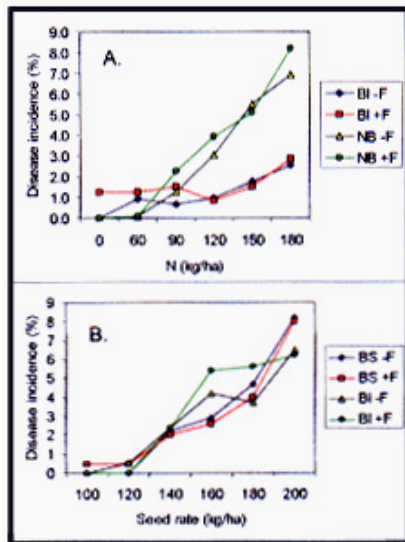 A.
Disease incidence (%)
9.0
8.0
7.0
6.0
5.0
4.0
3.0
2.0
1.0
0.0
0 60 90 120 150 180
N (kg/ha)
BI -F
BI +F
NB -F
NB +F
B.
Disease incidence (%)
9
8
7
6
5
4
3
2
1
0
100 120 140 160 180 200
Seed rate (kg/ha)
BS -F
BS +F
BI -F
BI +F